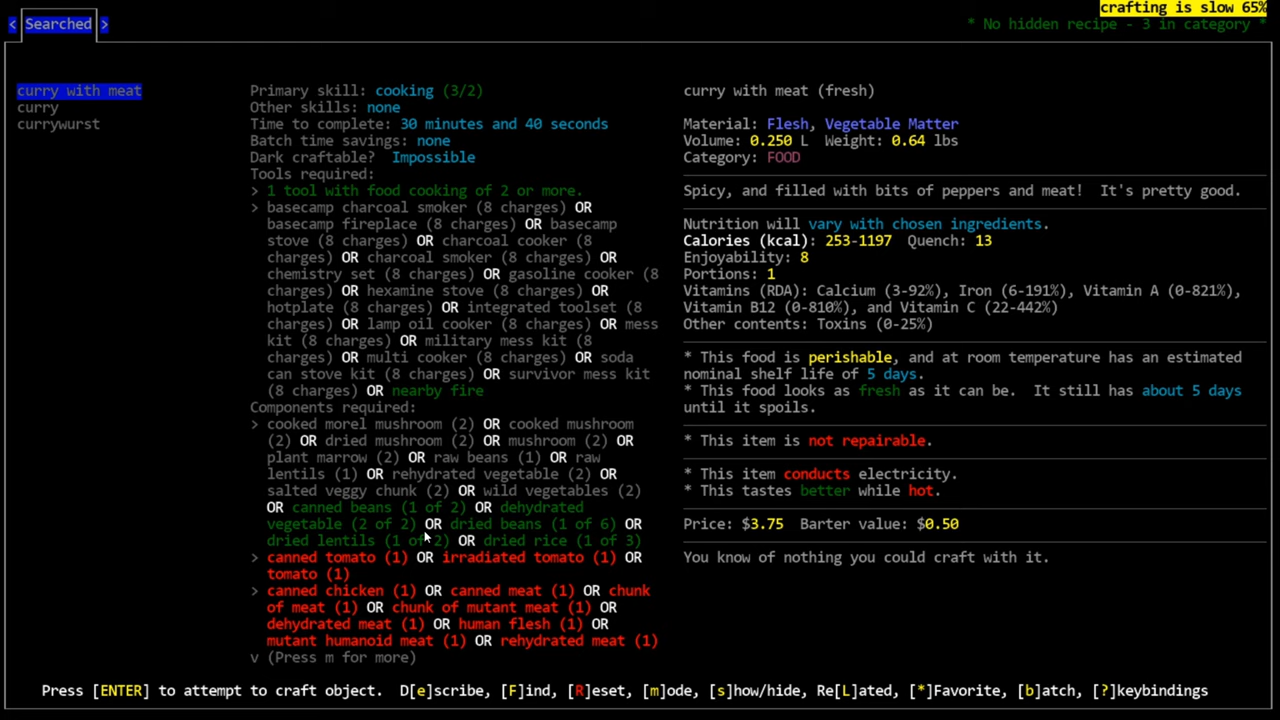 crafting is slow 65%
< Searched >
* No hidden recipe - 3 in category *
curry with meat
curry
currywurst
Primary skill: cooking (3/2)
Other skills: none
Time to complete: 30 minutes and 40 seconds
Batch time savings: none
Dark craftable? Impossible
Tools required:
> 1 tool with food cooking of 2 or more.
> basecamp charcoal smoker (8 charges) OR
basecamp fireplace (8 charges) OR basecamp
stove (8 charges) OR charcoal cooker (8
charges) OR charcoal smoker (8 charges) OR
chemistry set (8 charges) OR gasoline cooker (8
charges) OR hexamine stove (8 charges) OR
hotplate (8 charges) OR integrated toolset (8
charges) OR lamp oil cooker (8 charges) OR mess
kit (8 charges) OR military mess kit (8
charges) OR multi cooker (8 charges) OR soda
can stove kit (8 charges) OR survivor mess kit
(8 charges) OR nearby fire
Components required:
> cooked morel mushroom (2) OR cooked mushroom
(2) OR dried mushroom (2) OR mushroom (2) OR
plant marrow (2) OR raw beans (1) OR raw
lentils (1) OR rehydrated vegetable (2) OR
salted veggy chunk (2) OR wild vegetables (2)
OR canned beans (1 of 2) OR dehydrated
vegetable (2 of 2) OR dried beans (1 of 6) OR
dried lentils (1 of 2) OR dried rice (1 of 3)
> canned tomato (1) OR irradiated tomato (1) OR
tomato (1)
> canned chicken (1) OR canned meat (1) OR chunk
of meat (1) OR chunk of mutant meat (1) OR
dehydrated meat (1) OR human flesh (1) OR
mutant humanoid meat (1) OR rehydrated meat (1)
v (Press m for more)
curry with meat (fresh)
Material: Flesh, Vegetable Matter
Volume: 0.250 L Weight: 0.64 lbs
Category: FOOD
Spicy, and filled with bits of peppers and meat! It's pretty good.
Nutrition will vary with chosen ingredients.
Calories (kcal): 253-1197 Quench: 13
Enjoyability: 8
Portions: 1
Vitamins (RDA): Calcium (3-92%), Iron (6-191%), Vitamin A (0-821%),
Vitamin B12 (0-810%), and Vitamin C (22-442%)
Other contents: Toxins (0-25%)
* This food is perishable, and at room temperature has an estimated
nominal shelf life of 5 days.
* This food looks as fresh as it can be. It still has about 5 days
until it spoils.
* This item is not repairable.
* This item conducts electricity.
* This tastes better while hot.
Price: $3.75 Barter value: $0.50
You know of nothing you could craft with it.
Press [ENTER] to attempt to craft object. D[e]scribe, [F]ind, [R]eset, [m]ode, [s]how/hide, Re[L]ated, [*]Favorite, [b]atch, [?]keybindings